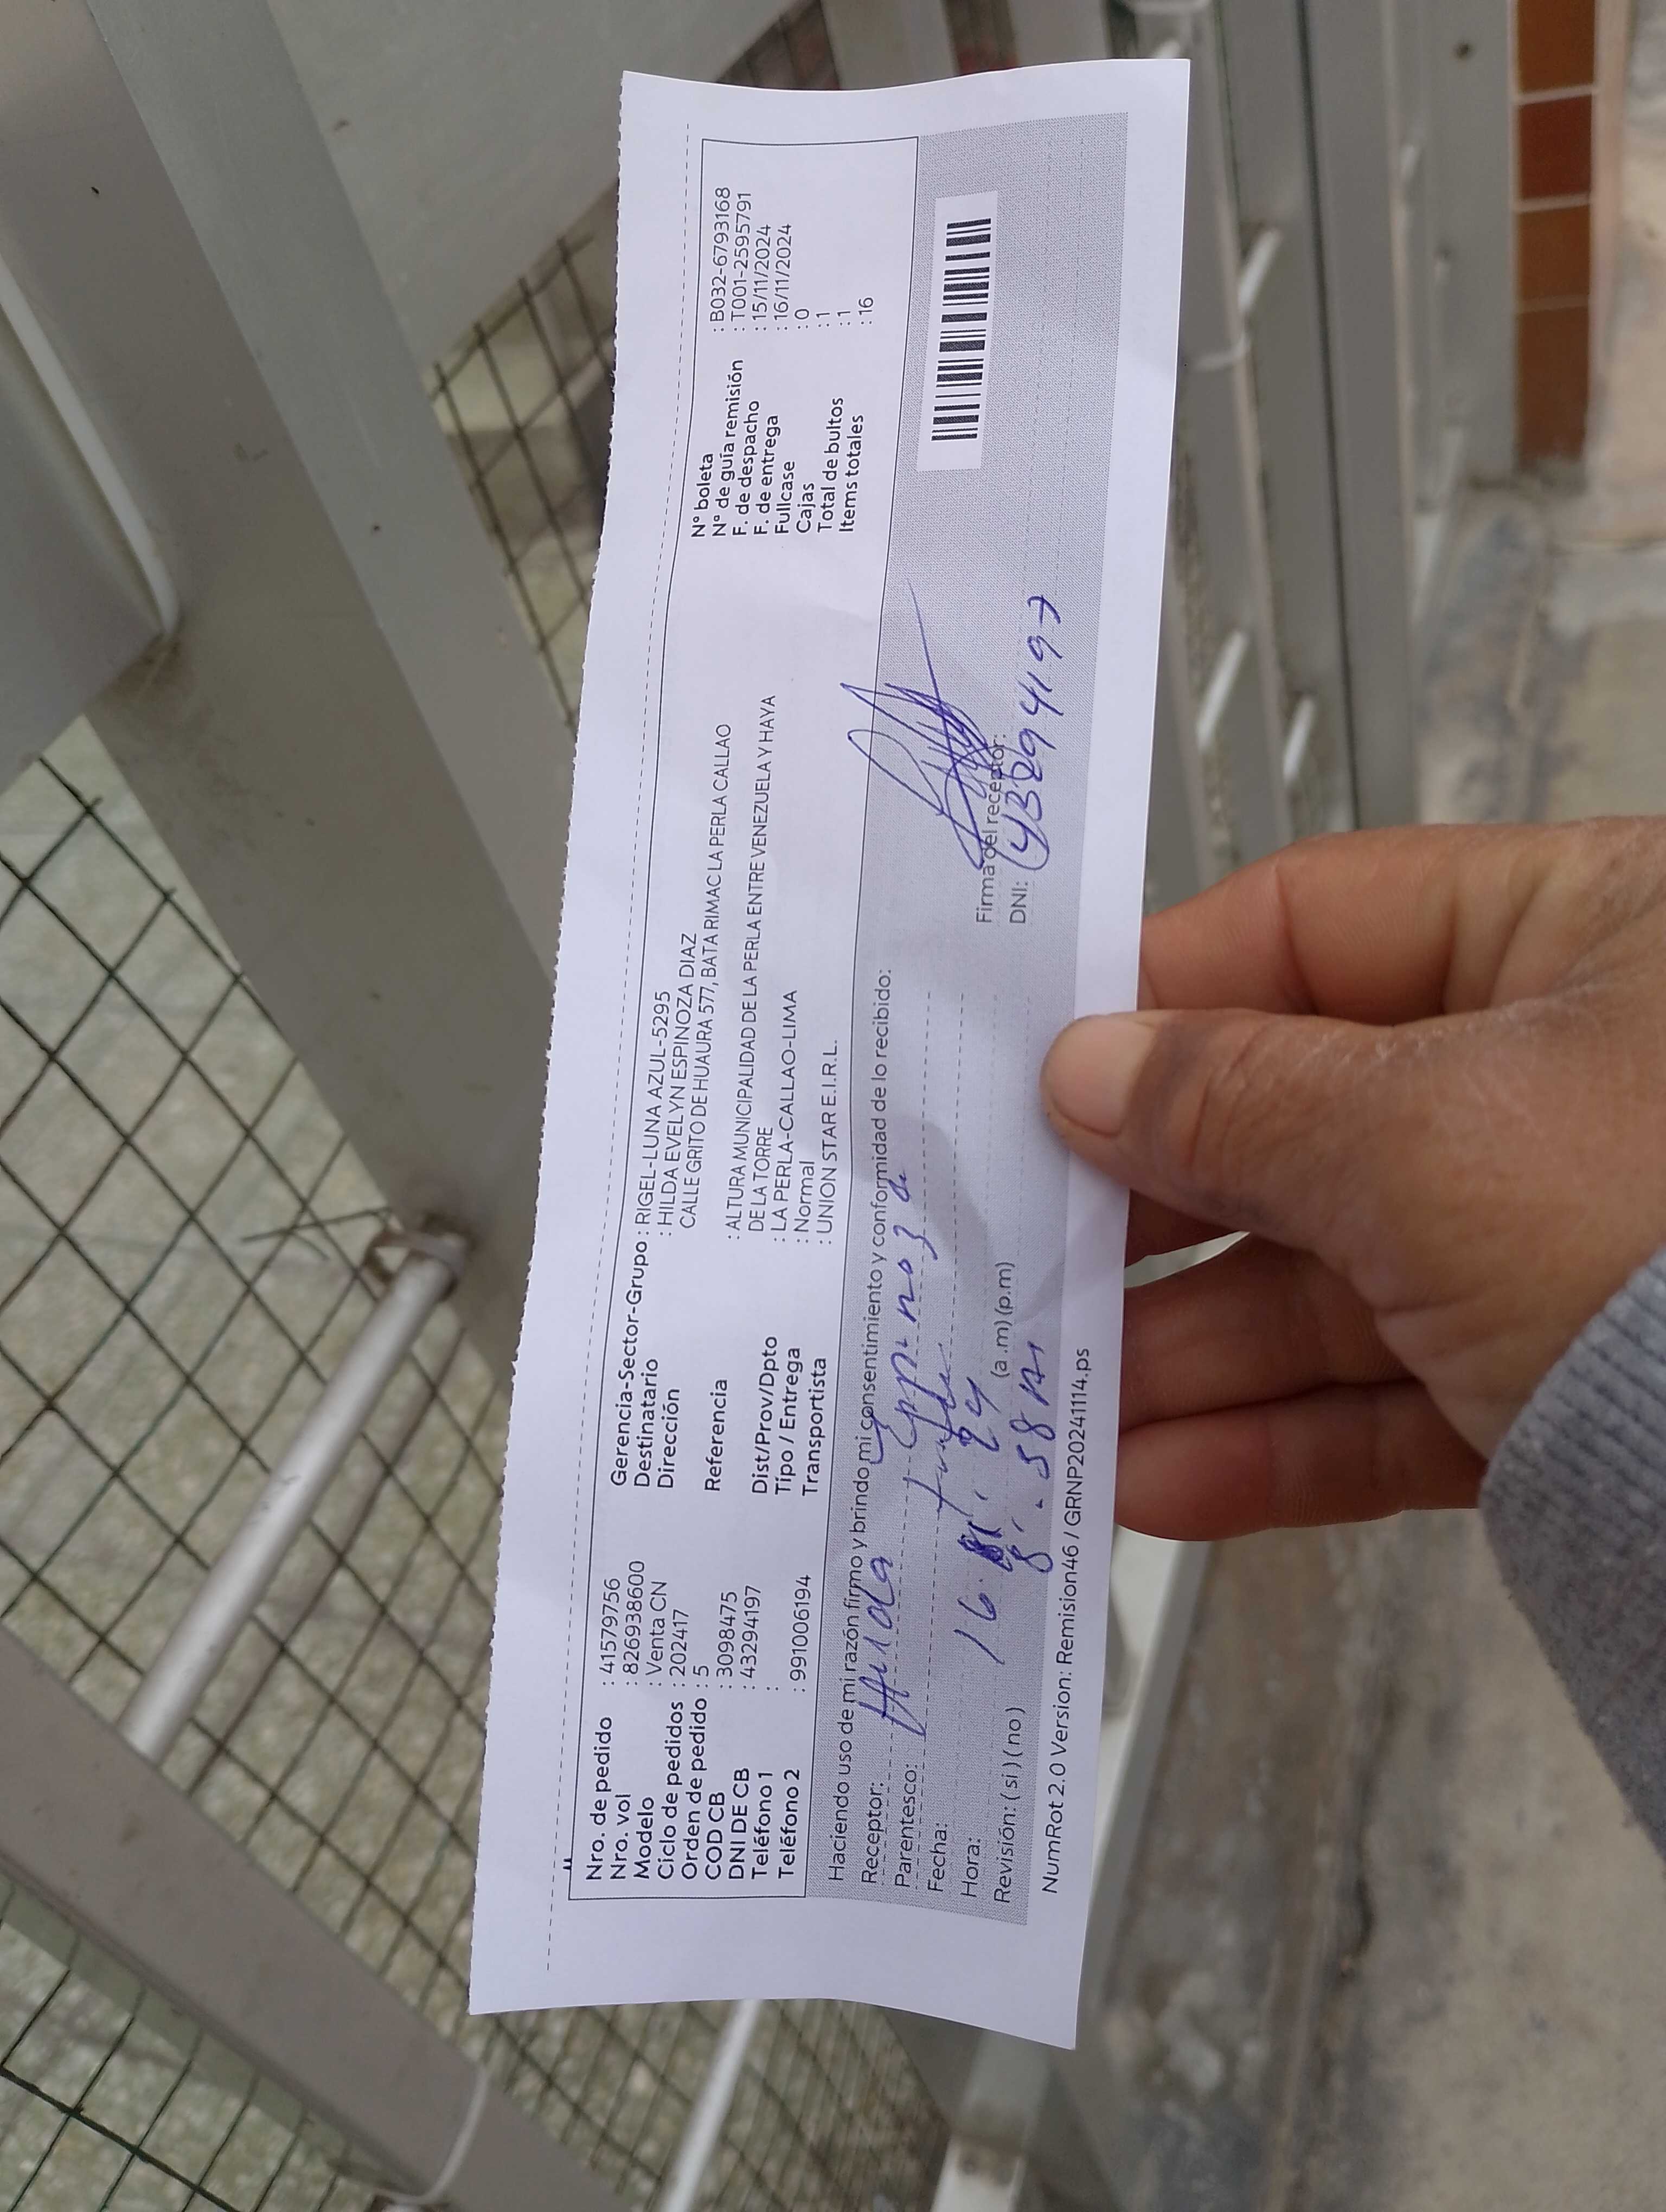 Nro. de pedido : 41579756
Nro. vol : 826938600
Modelo : Venta CN
Ciclo de pedidos : 202417
Orden de pedido : 5
COD CB : 3098475
DNI DE CB : 43294197
Teléfono 1 :
Teléfono 2 : 991006194
Gerencia-Sector-Grupo : RIGEL-LUNA AZUL-5295
Destinatario : HILDA EVELYN ESPINOZA DIAZ
Dirección CALLE GRITO DE HUAURA 577, BATA RIMAC LA PERLA CALLAO
Referencia : ALTURA MUNICIPALIDAD DE LA PERLA ENTRE VENEZUELA Y HAYA
DE LA TORRE
Dist/Prov/Dpto : LA PERLA-CALLAO-LIMA
Tipo / Entrega : Normal
Transportista : UNION STAR E.I.R.L.
N° boleta : B032-6793168
N° de guía remisión : T001-2595791
F. de despacho : 15/11/2024
F. de entrega : 16/11/2024
Fullcase : 0
Cajas : 1
Total de bultos : 1
Items totales : 16
Haciendo uso de mi razón firmo y brindo mi consentimiento y conformidad de lo recibido:
Receptor: Hilda Espinoza
Parentesco:
Fecha: 16. 24
Hora: 8:58 (a .m) (p.m)
Revisión: ( si ) ( no )
Firma del receptor:
DNI: 43294197
NumRot 2.0 Version: Remision46 / GRNP20241114.ps